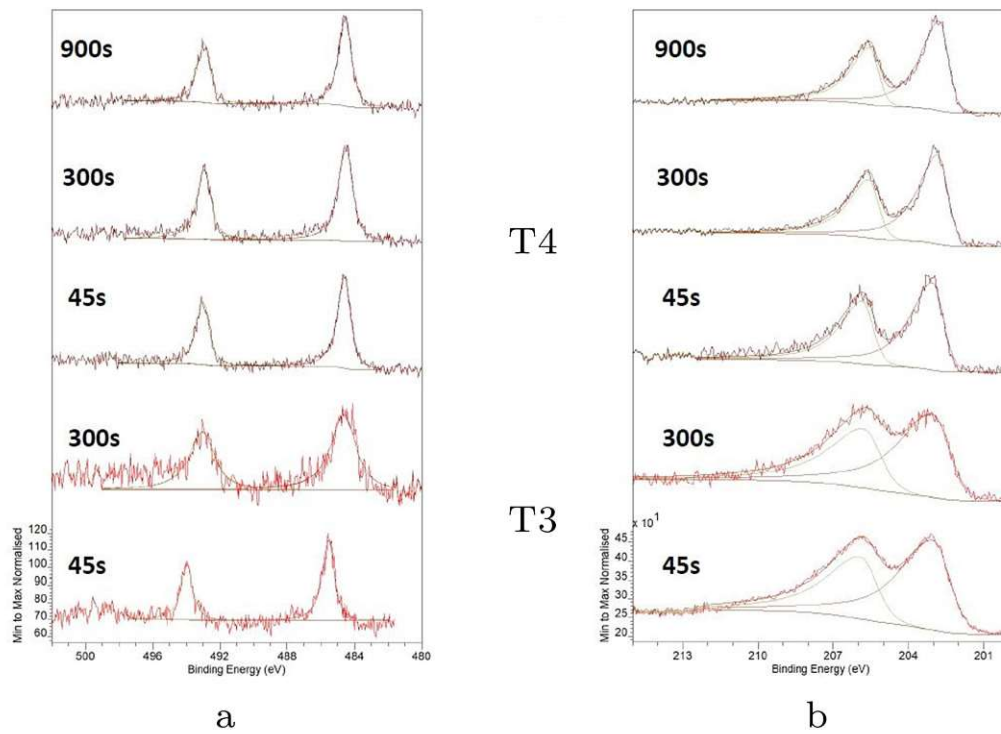 900s
300s
45s
300s
45s
Min to Max Normalised
120
110
100
90
80
70
60
500
496
492
488
484
480
Binding Energy (eV)
a
T4
T3
900s
300s
45s
300s
45s
x 10¹
Min to Max Normalised
45
40
35
30
25
20
213
210
207
204
201
Binding Energy (eV)
b